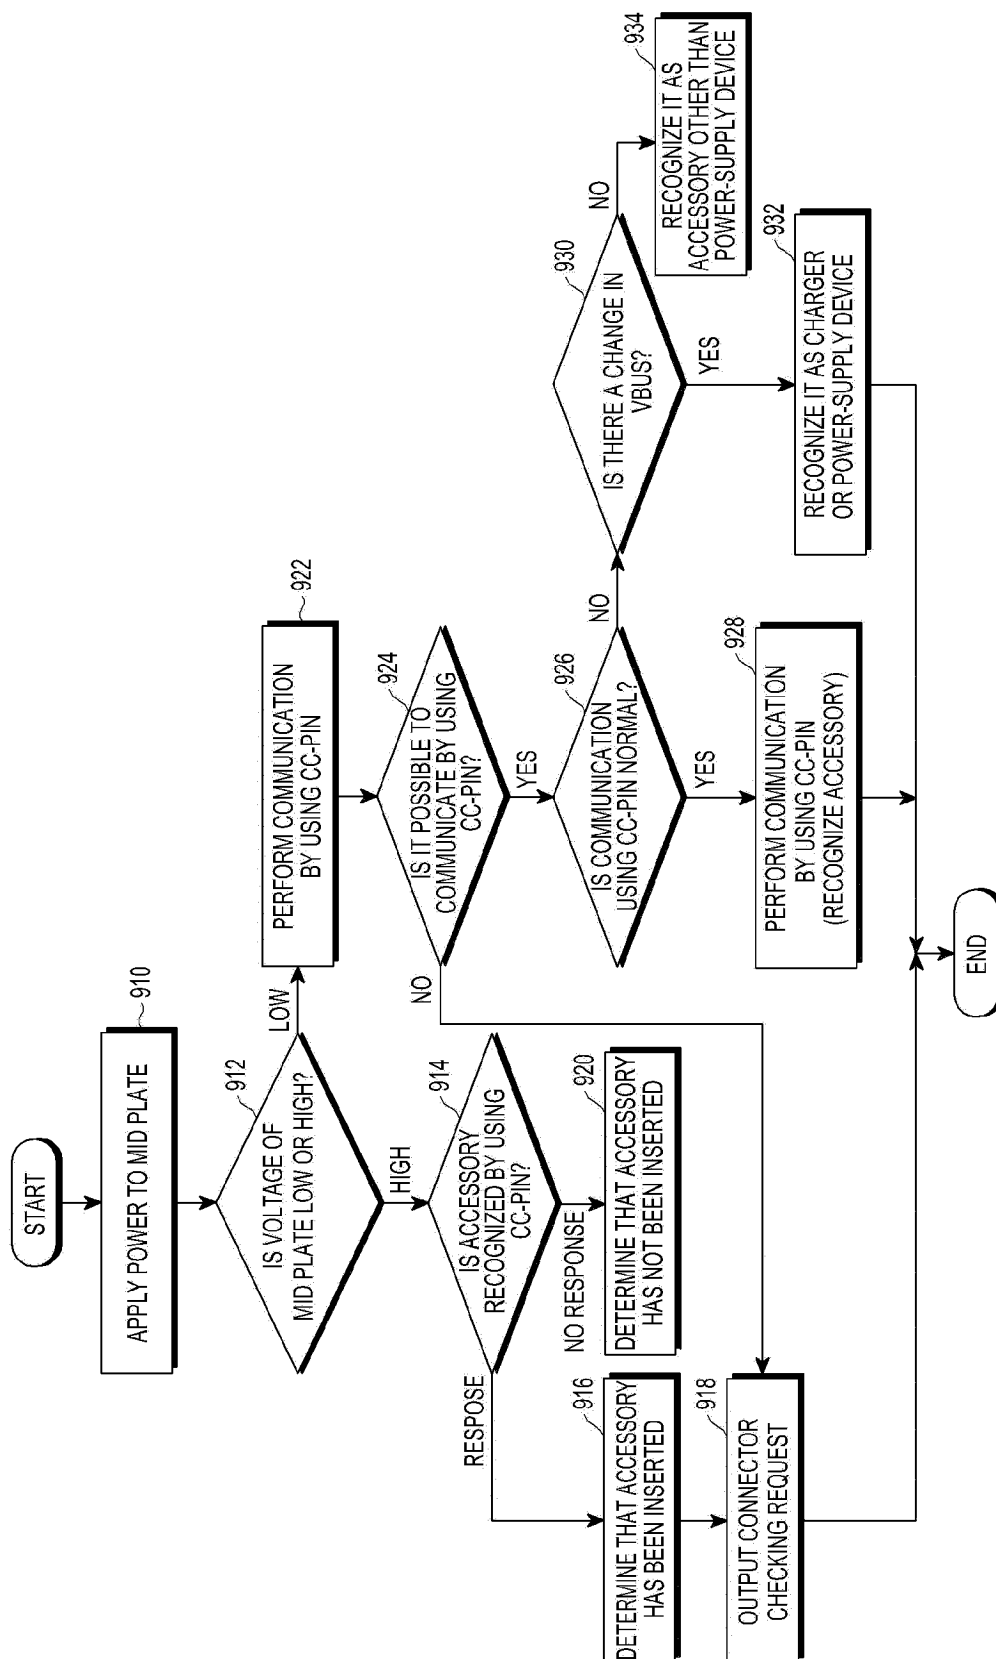 START
APPLY POWER TO MID PLATE
910
IS VOLTAGE OF
MID PLATE LOW OR HIGH?
912
LOW
HIGH
IS ACCESSORY
RECOGNIZED BY USING
CC-PIN?
914
RESPOSE
NO RESPONSE
DETERMINE THAT ACCESSORY
HAS BEEN INSERTED
916
OUTPUT CONNECTOR
CHECKING REQUEST
918
DETERMINE THAT ACCESSORY
HAS NOT BEEN INSERTED
920
PERFORM COMMUNICATION
BY USING CC-PIN
922
IS IT POSSIBLE TO
COMMUNICATE BY USING
CC-PIN?
924
NO
YES
IS COMMUNICATION
USING CC-PIN NORMAL?
926
NO
YES
PERFORM COMMUNICATION
BY USING CC-PIN
(RECOGNIZE ACCESSORY)
928
IS THERE A CHANGE IN
VBUS?
930
NO
YES
RECOGNIZE IT AS CHARGER
OR POWER-SUPPLY DEVICE
932
RECOGNIZE IT AS
ACCESSORY OTHER THAN
POWER-SUPPLY DEVICE
934
END